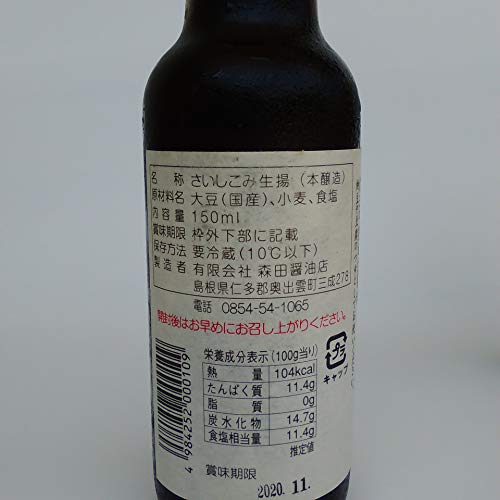 名称 さいしこみ生揚（本醸造）
原材料名 大豆(国産)、小麦、食塩
内容量 150ml
賞味期限 枠外下部に記載
保存方法 要冷蔵(10℃以下)
製造者 有限会社 森田醤油店
島根県仁多郡奥出雲町三成278
電話 0854-54-1065
開封後はお早めにお召し上がりください。
栄養成分表示(100g当り)
熱量 104kcal
たんぱく質 11.4g
脂質 0g
炭水化物 14.7g
食塩相当量 11.4g
推定値
プラ
キャップ
4984252000109
賞味期限
2020.11.